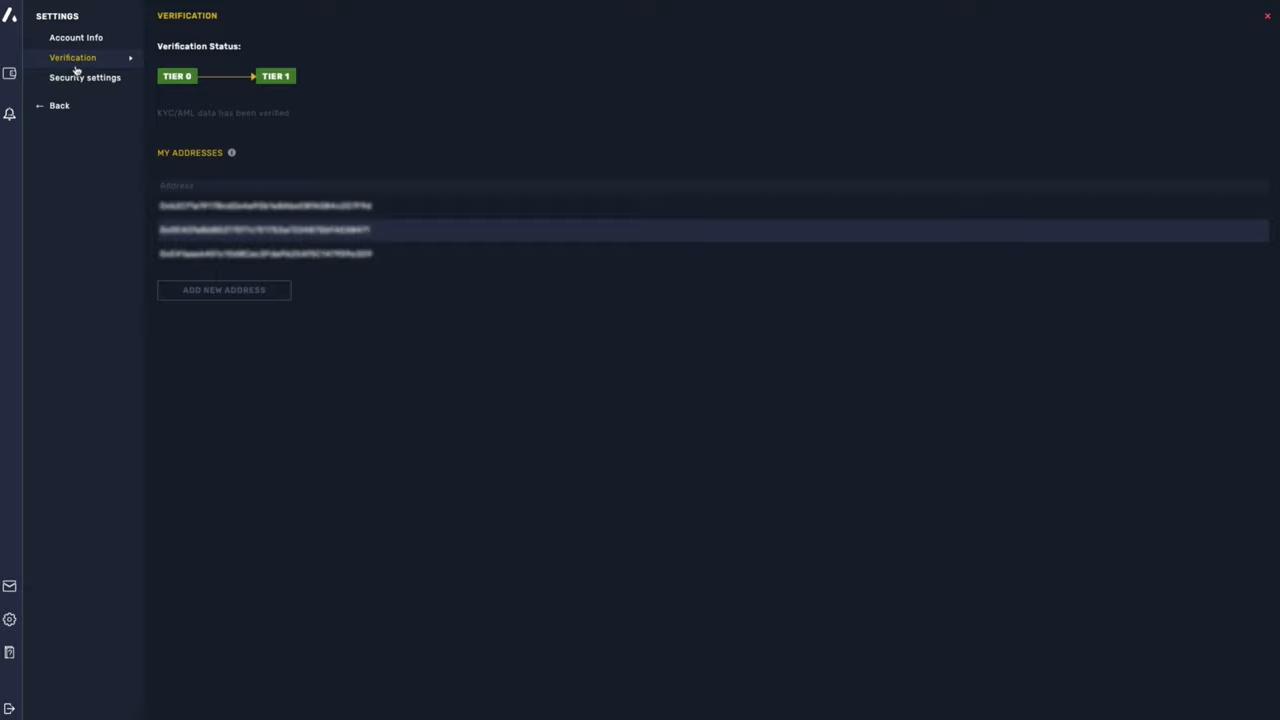 SETTINGS
Account Info
Verification
Security settings
← Back
VERIFICATION
Verification Status:
TIER 0
TIER 1
KYC/AML data has been verified
MY ADDRESSES
Address
ADD NEW ADDRESS